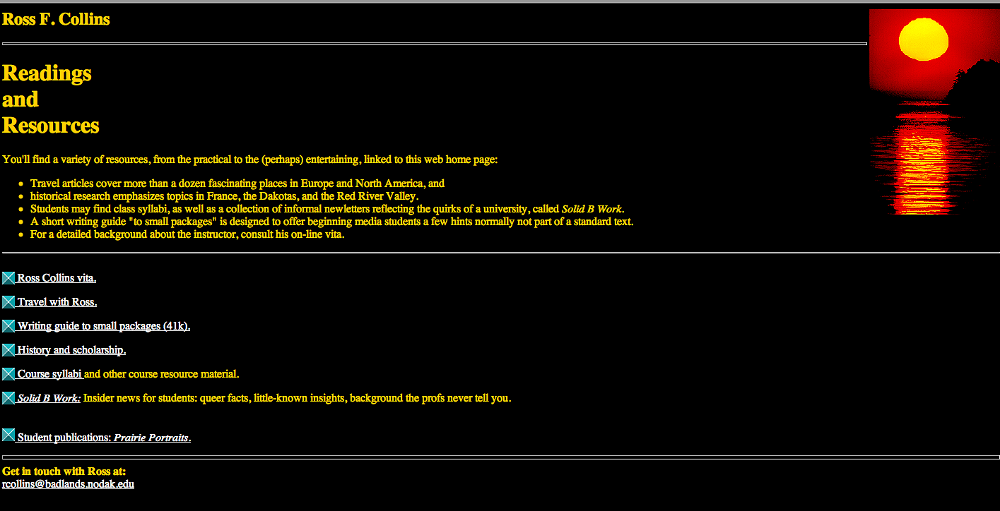 Ross F. Collins
Readings
and
Resources
You'll find a variety of resources, from the practical to the (perhaps) entertaining, linked to this web home page:
Travel articles cover more than a dozen fascinating places in Europe and North America, and
historical research emphasizes topics in France, the Dakotas, and the Red River Valley.
Students may find class syllabi, as well as a collection of informal newletters reflecting the quirks of a university, called Solid B Work.
A short writing guide "to small packages" is designed to offer beginning media students a few hints normally not part of a standard text.
For a detailed background about the instructor, consult his on-line vita.
Ross Collins vita.
Travel with Ross.
Writing guide to small packages (41k).
History and scholarship.
Course syllabi and other course resource material.
Solid B Work: Insider news for students: queer facts, little-known insights, background the profs never tell you.
Student publications: Prairie Portraits.
Get in touch with Ross at:
rcollins@badlands.nodak.edu